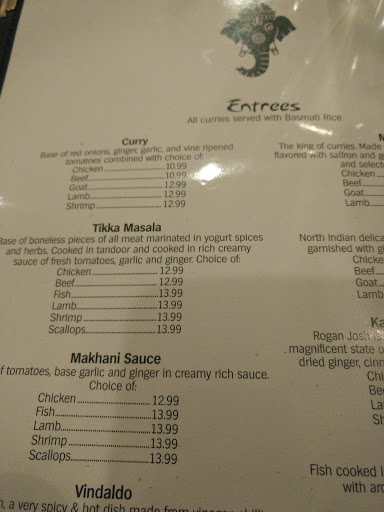 Entrees
All curries served with Basmati Rice
Curry
Base of red onions, ginger, garlic, and vine ripened
tomatoes combined with choice of
Chicken 10.99
Beef 10.99
Goat 12.99
Lamb 12.99
Shrimp 12.99
Tikka Masala
Base of boneless pieces of all meat marinated in yogurt spices
and herbs. Cooked in tandoor and cooked in rich creamy
sauce of fresh tomatoes, garlic and ginger. Choice of:
Chicken 12.99
Beef 12.99
Fish 13.99
Lamb 13.99
Shrimp 13.99
Scallops 13.99
Makhani Sauce
of tomatoes, base garlic and ginger in creamy rich sauce.
Choice of:
Chicken 12.99
Fish 13.99
Lamb 13.99
Shrimp 13.99
Scallops 13.99
Vindaldo
a very spicy & hot dish made from
The king of curries. Made
flavored with saffron and
and
Chicken
Beef
Goat
Lamb
North Indian
garnished with
Beef
Goat
Lamb
Rogan Josh
magnificent state
dried ginger,
Fish cooked
with